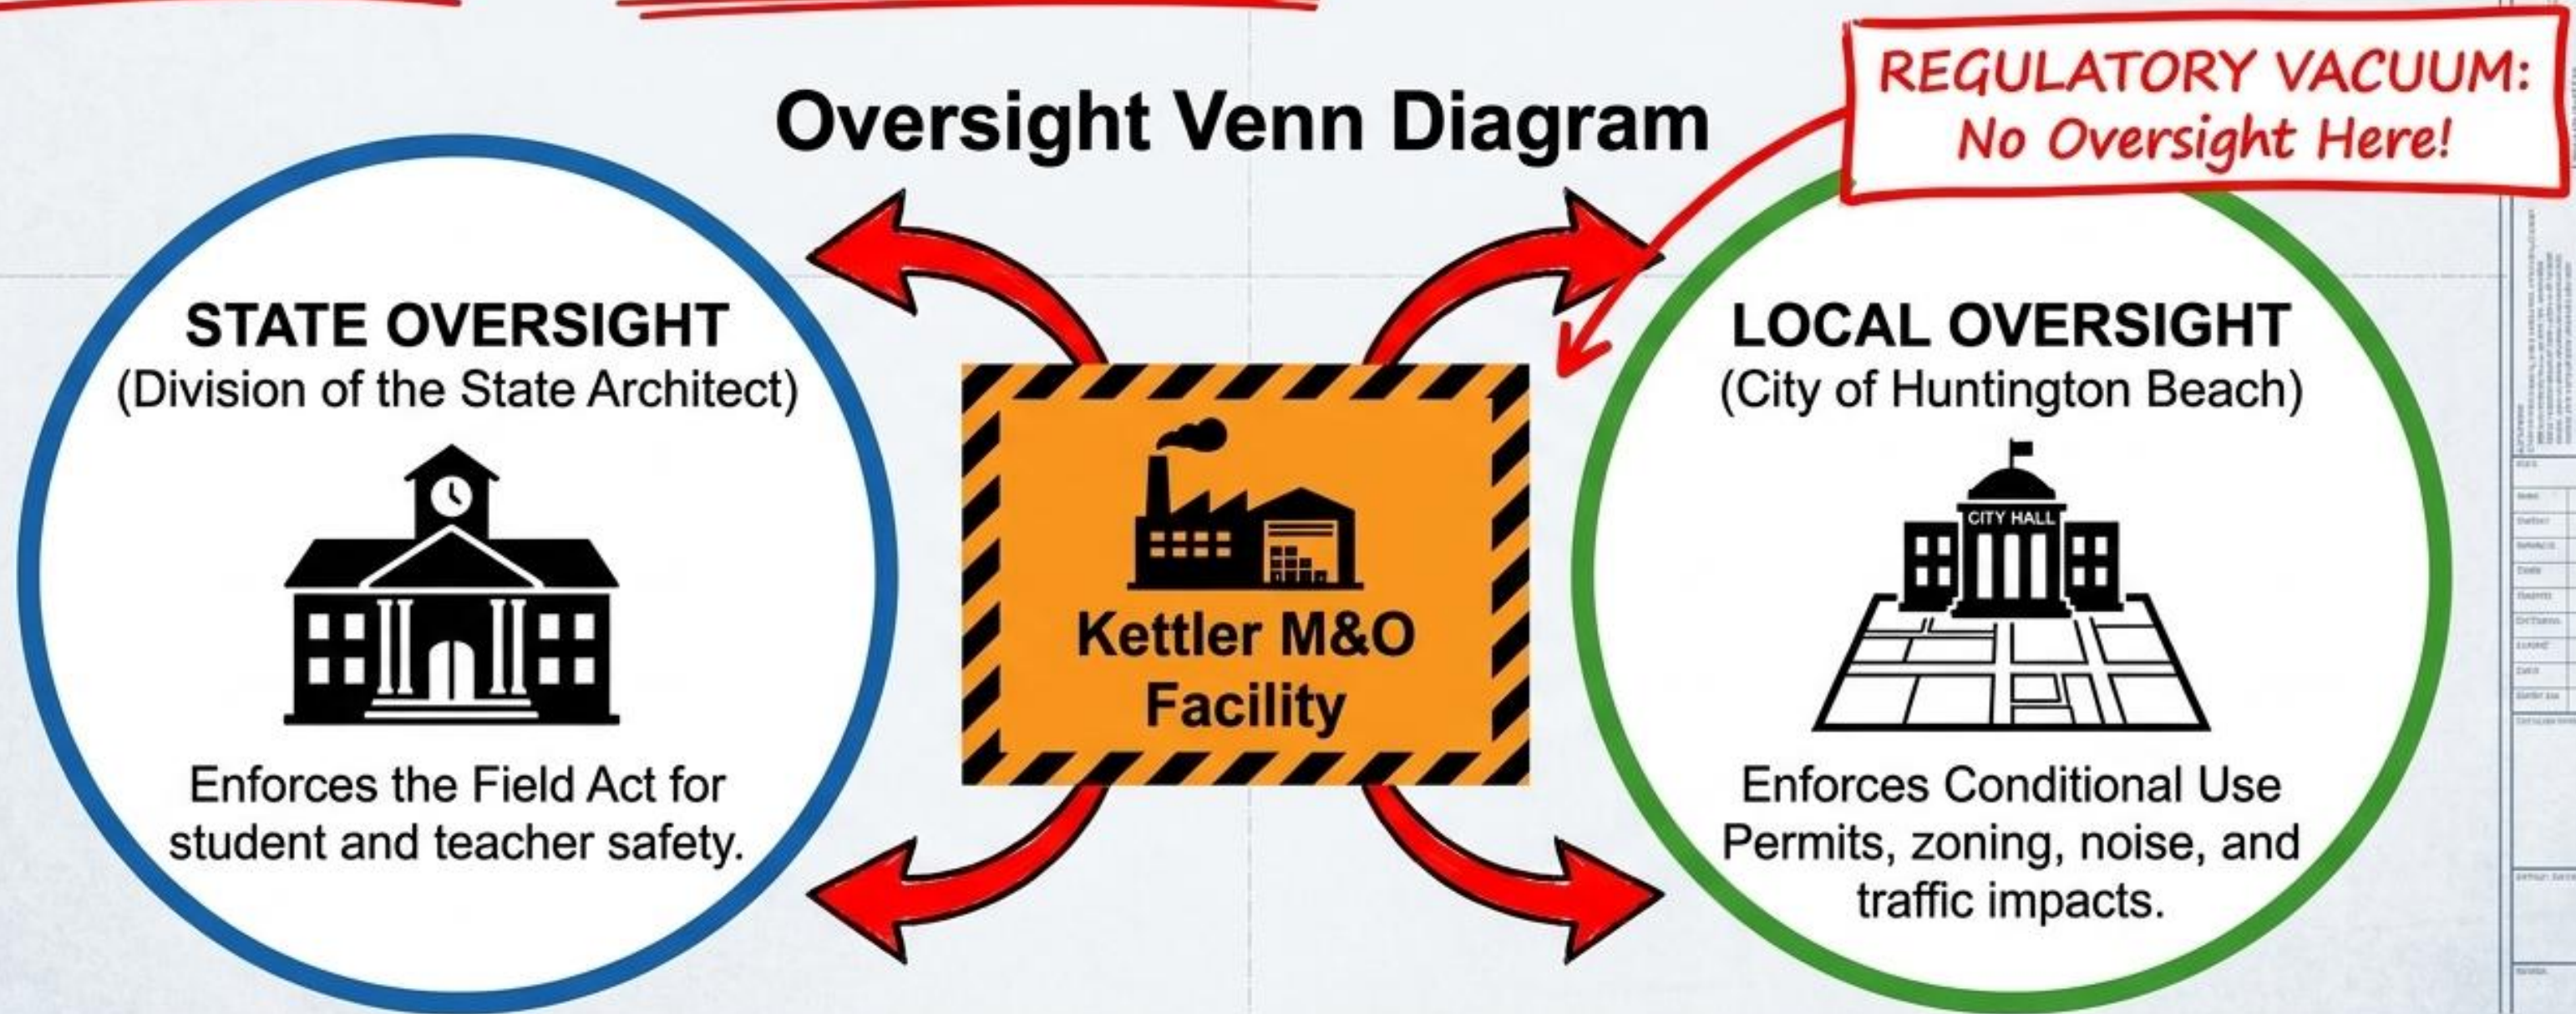 Oversight Venn Diagram
REGULATORY VACUUM:
No Oversight Here!
STATE OVERSIGHT
(Division of the State Architect)
Enforces the Field Act for
student and teacher safety.
Kettler M&O
Facility
LOCAL OVERSIGHT
(City of Huntington Beach)
CITY HALL
Enforces Conditional Use
Permits, zoning, noise, and
traffic impacts.